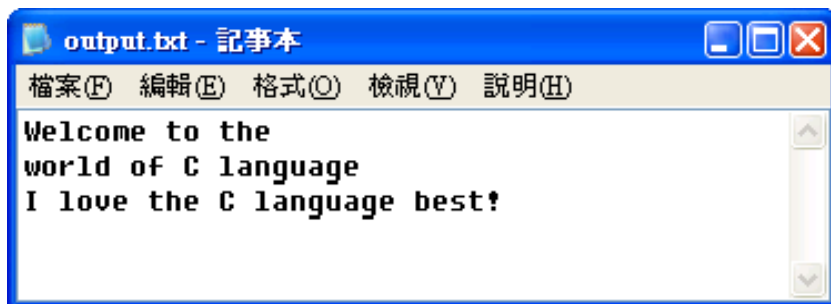 output.txt - 記事本
檔案(F) 編輯(E) 格式(O) 檢視(V) 說明(H)
Welcome to the
world of C language
I love the C language best!